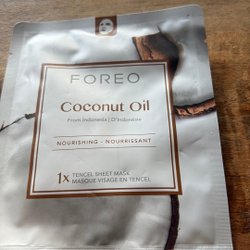 FOREO
Coconut Oil
From Indonesia | D'Indonésie
NOURISHING - NOURRISSANT
1x TENCEL SHEET MASK
MASQUE VISAGE EN TENCEL